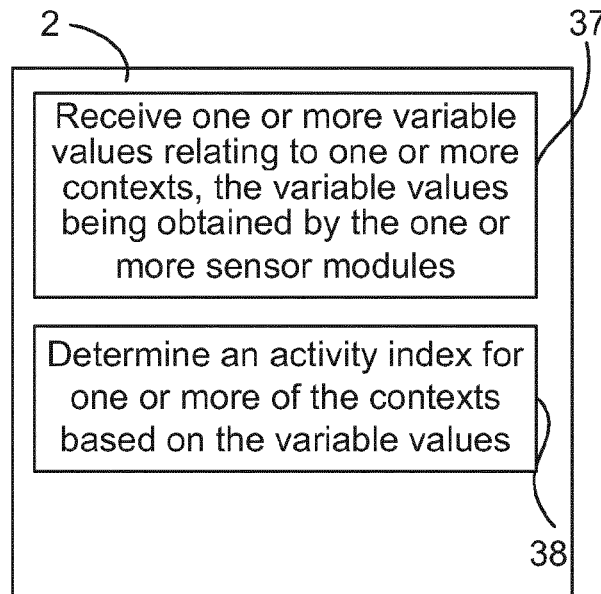 2
37
Receive one or more variable
values relating to one or more
contexts, the variable values
being obtained by the one or
more sensor modules
Determine an activity index for
one or more of the contexts
based on the variable values
38